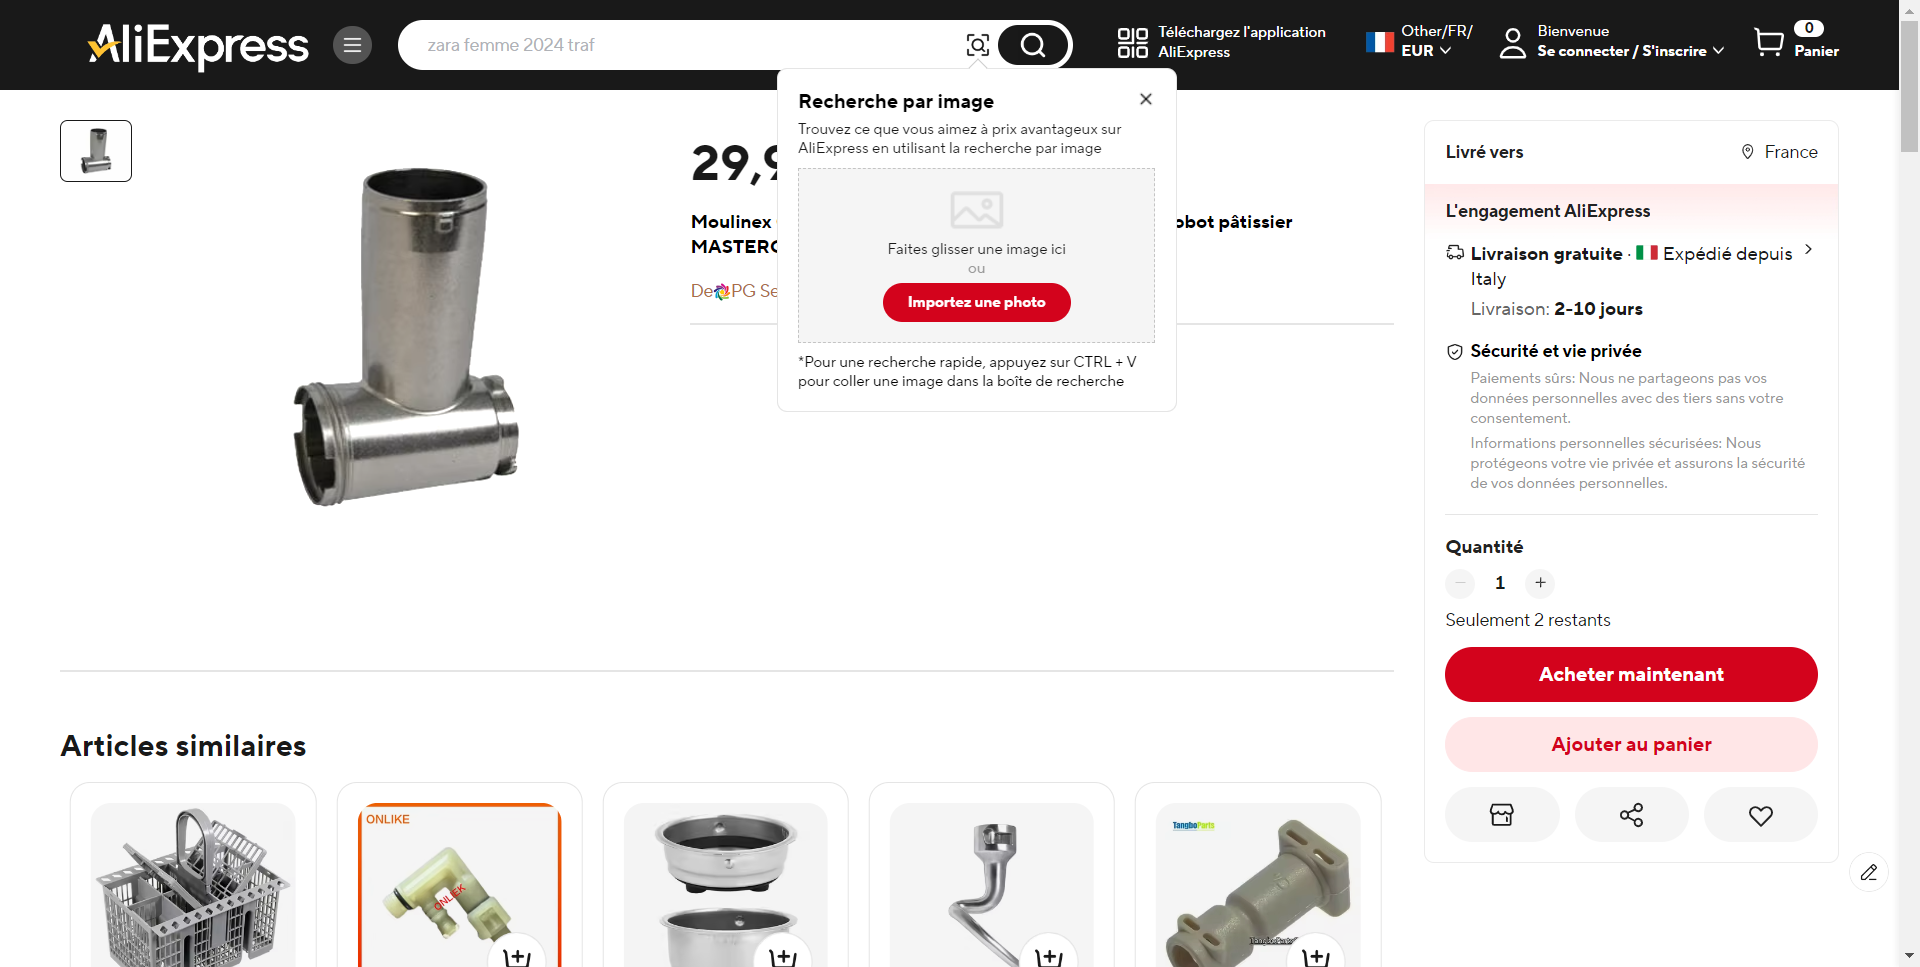 AliExpress
zara femme 2024 traf
Téléchargez l'application
AliExpress
Other/FR/
EUR
Bienvenue
Se connecter / S'inscrire
0
Panier
Recherche par image
Trouvez ce que vous aimez à prix avantageux sur
AliExpress en utilisant la recherche par image
Faites glisser une image ici
ou
Importez une photo
*Pour une recherche rapide, appuyez sur CTRL + V
pour coller une image dans la boîte de recherche
29,9
Moulinex
obot pâtissier
De PG Se
Livré vers
France
L'engagement AliExpress
Livraison gratuite · Expédié depuis
Italy
Livraison: 2-10 jours
Sécurité et vie privée
Paiements sûrs: Nous ne partageons pas vos
données personnelles avec des tiers sans votre
consentement.
Informations personnelles sécurisées: Nous
protégeons votre vie privée et assurons la sécurité
de vos données personnelles.
Quantité
1
Seulement 2 restants
Acheter maintenant
Ajouter au panier
Articles similaires
ONLIKE
ONLIEK
TangboParts
TangboParts